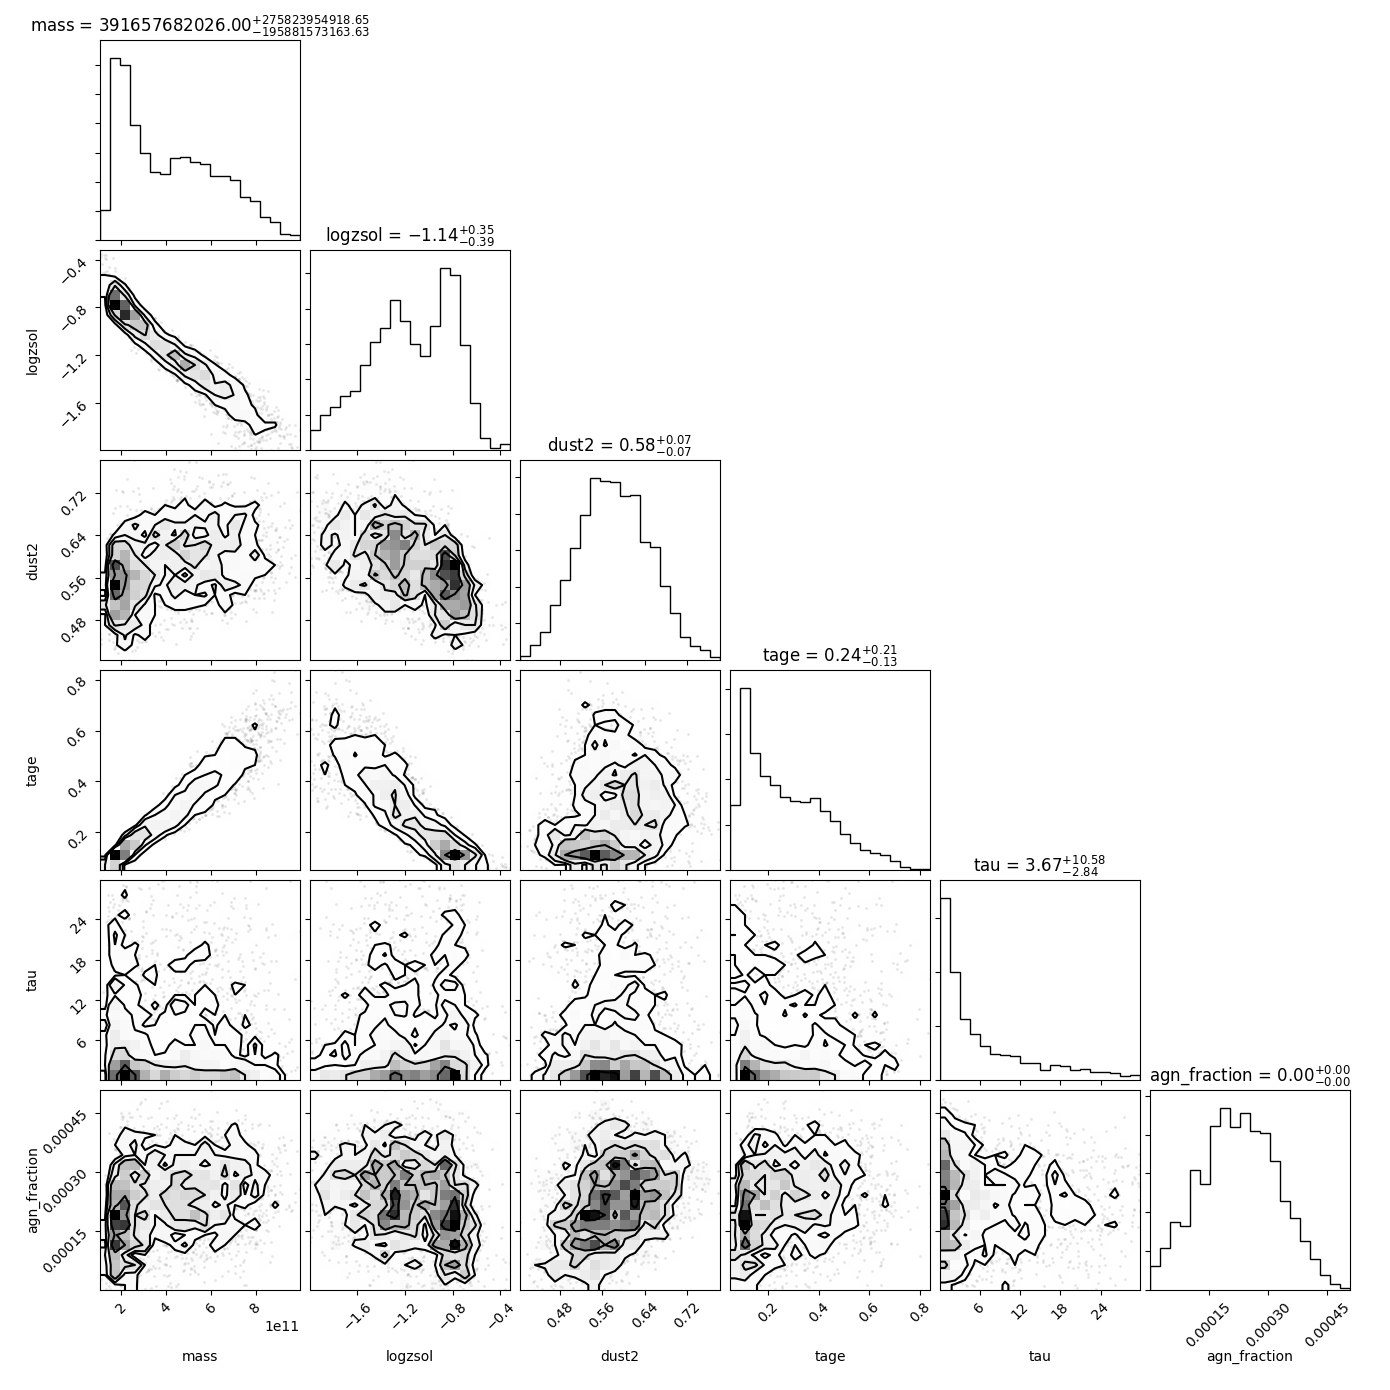 mass = 391657682026.00+275823954918.65−195881573163.63
logzsol = −1.14+0.35−0.39
−0.4
−0.8
−1.2
−1.6
logzsol
dust2 = 0.58+0.07−0.07
0.72
0.64
0.56
0.48
dust2
tage = 0.24+0.21−0.13
0.8
0.6
0.4
0.2
tage
tau = 3.67+10.58−2.84
24
18
12
6
tau
agn_fraction = 0.00+0.00−0.00
0.00045
0.00030
0.00015
agn_fraction
2 4 6 8
1e11
mass
−1.6 −1.2 −0.8 −0.4
logzsol
0.48 0.56 0.64 0.72
dust2
0.2 0.4 0.6 0.8
tage
6 12 18 24
tau
0.00015 0.00030 0.00045
agn_fraction